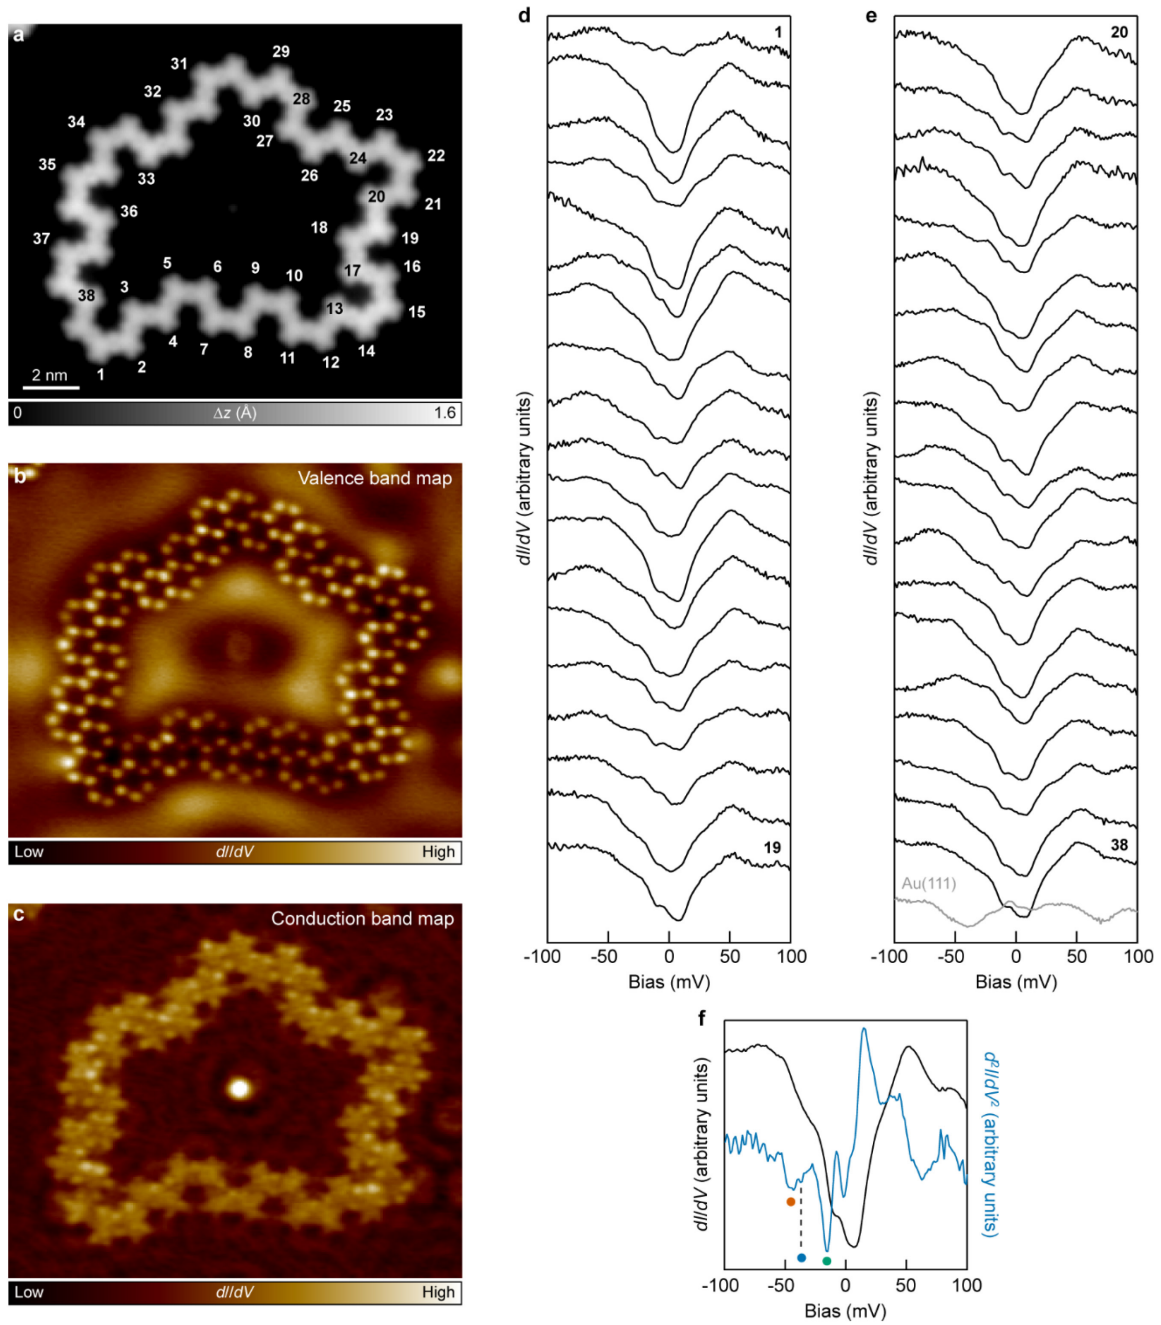 a
31
29
32
28
25
23
34
30
27
22
24
35
33
26
20
21
36
18
19
37
5
6
9
10
17
16
38
3
13
15
4
7
8
11
12
14
1
2
2 nm
0 Δz (Å) 1.6
b Valence band map
Low dI/dV High
c Conduction band map
Low dI/dV High
d
1
19
dI/dV (arbitrary units)
-100 -50 0 50 100
Bias (mV)
e
20
38
Au(111)
dI/dV (arbitrary units)
-100 -50 0 50 100
Bias (mV)
f
dI/dV (arbitrary units)
d²I/dV² (arbitrary units)
-100 -50 0 50 100
Bias (mV)